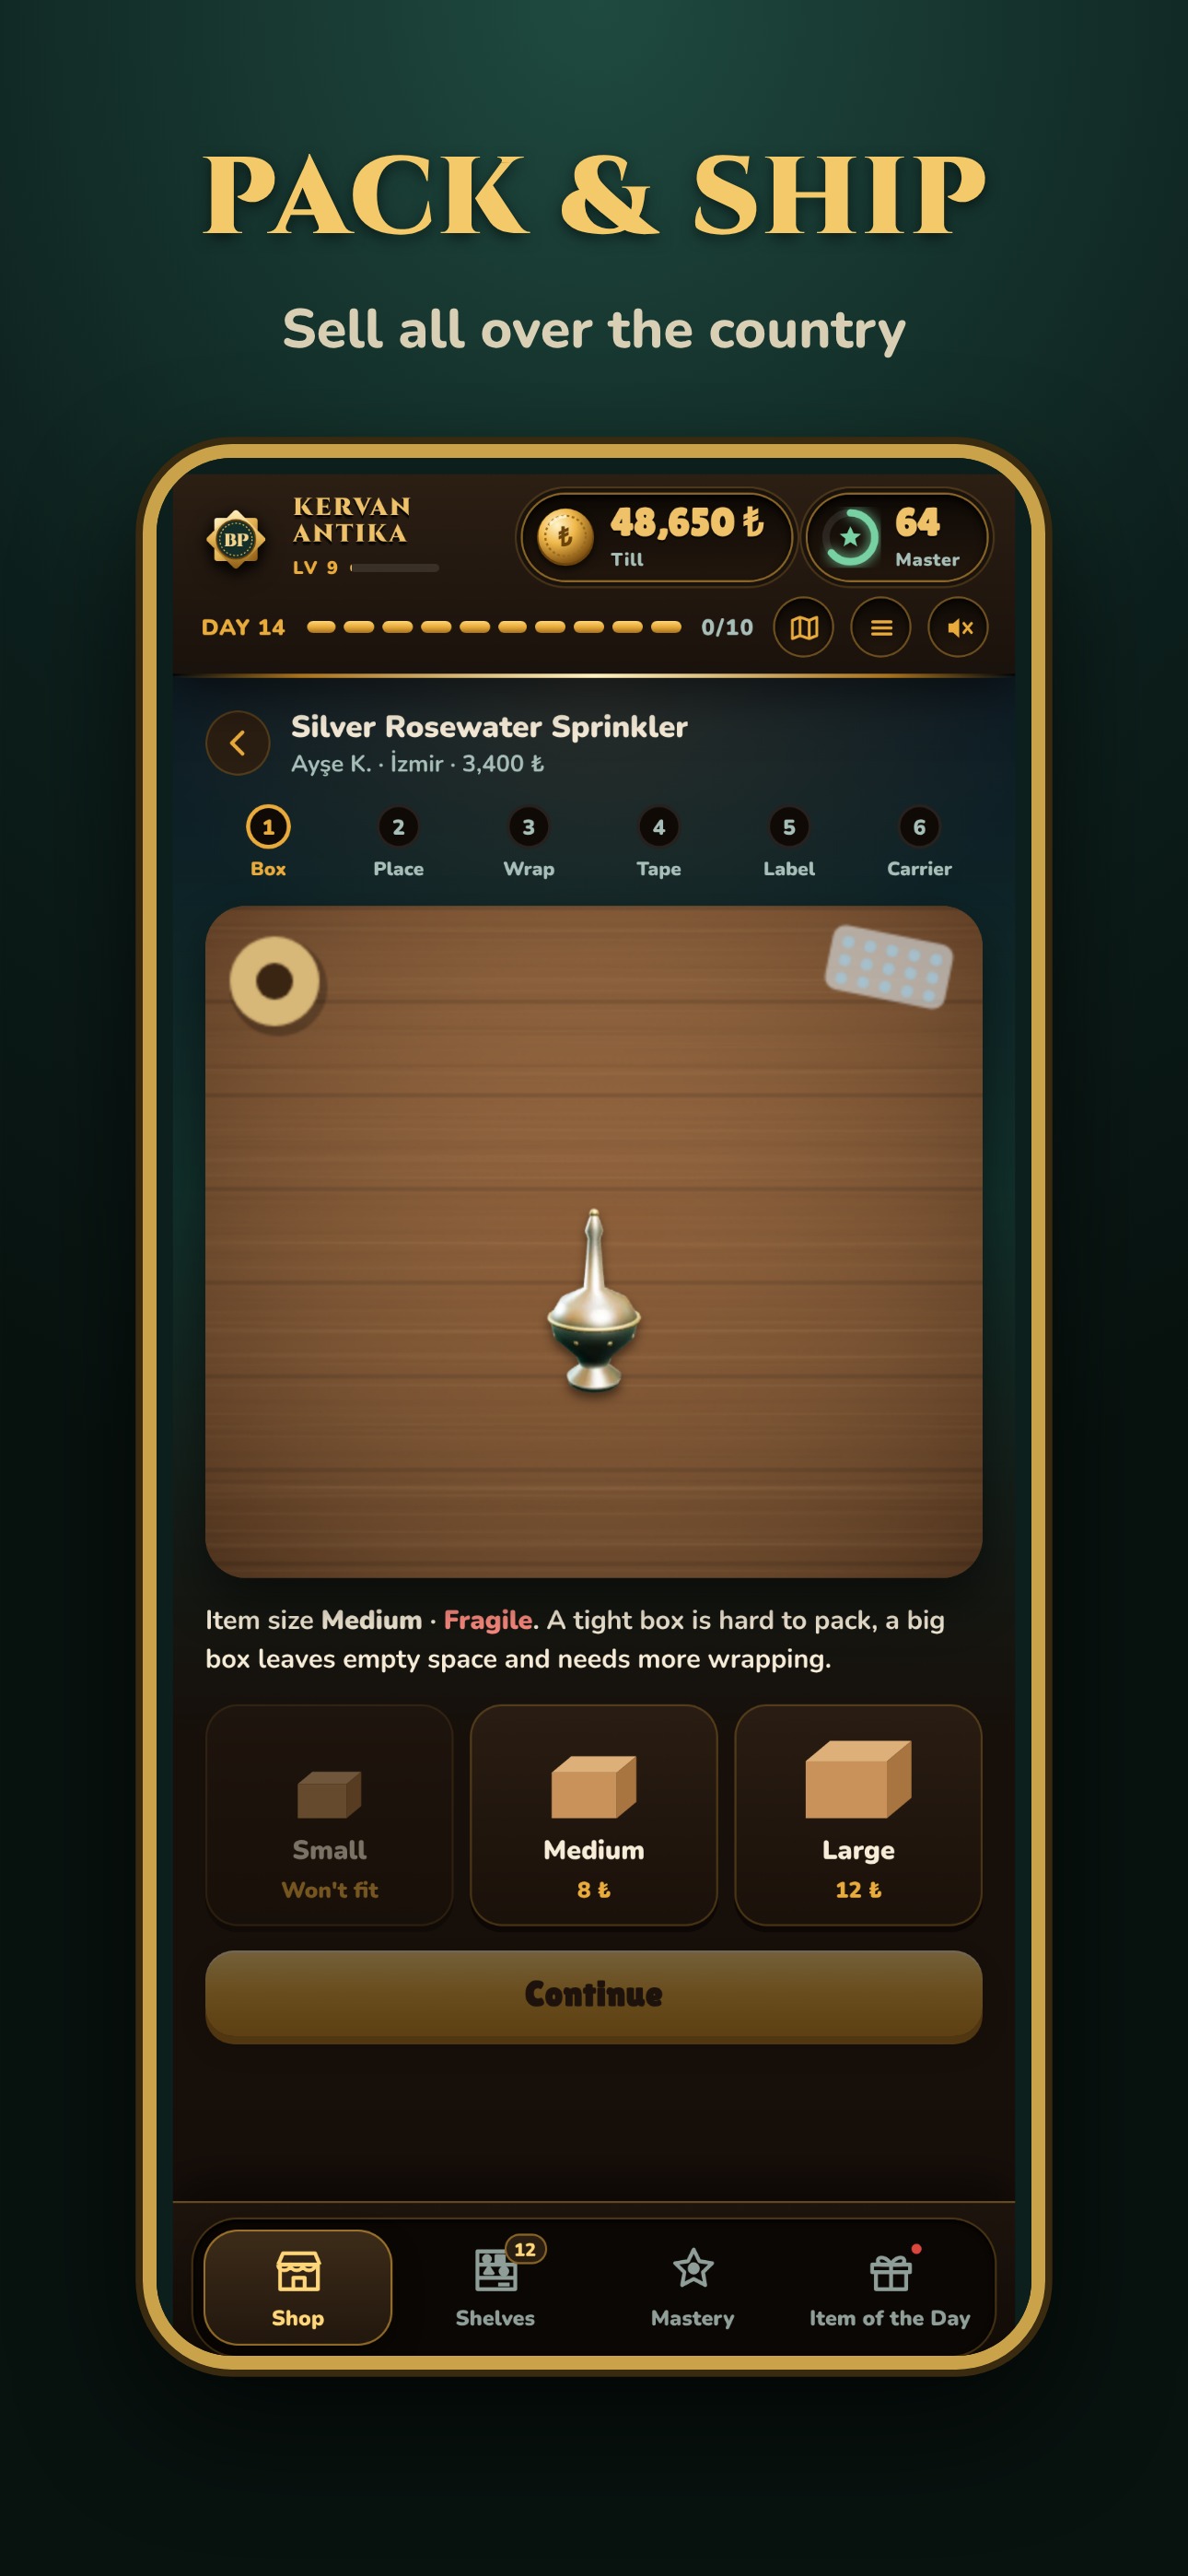 PACK & SHIP
Sell all over the country
BP
KERVAN
ANTIKA
LV 9
₺
48,650 ₺
Till
64
Master
DAY 14
0/10
Silver Rosewater Sprinkler
Ayşe K. · İzmir · 3,400 ₺
1 2 3 4 5 6
Box Place Wrap Tape Label Carrier
Item size Medium · Fragile. A tight box is hard to pack, a big
box leaves empty space and needs more wrapping.
Small Medium Large
Won't fit 8 ₺ 12 ₺
Continue
12
Shop Shelves Mastery Item of the Day